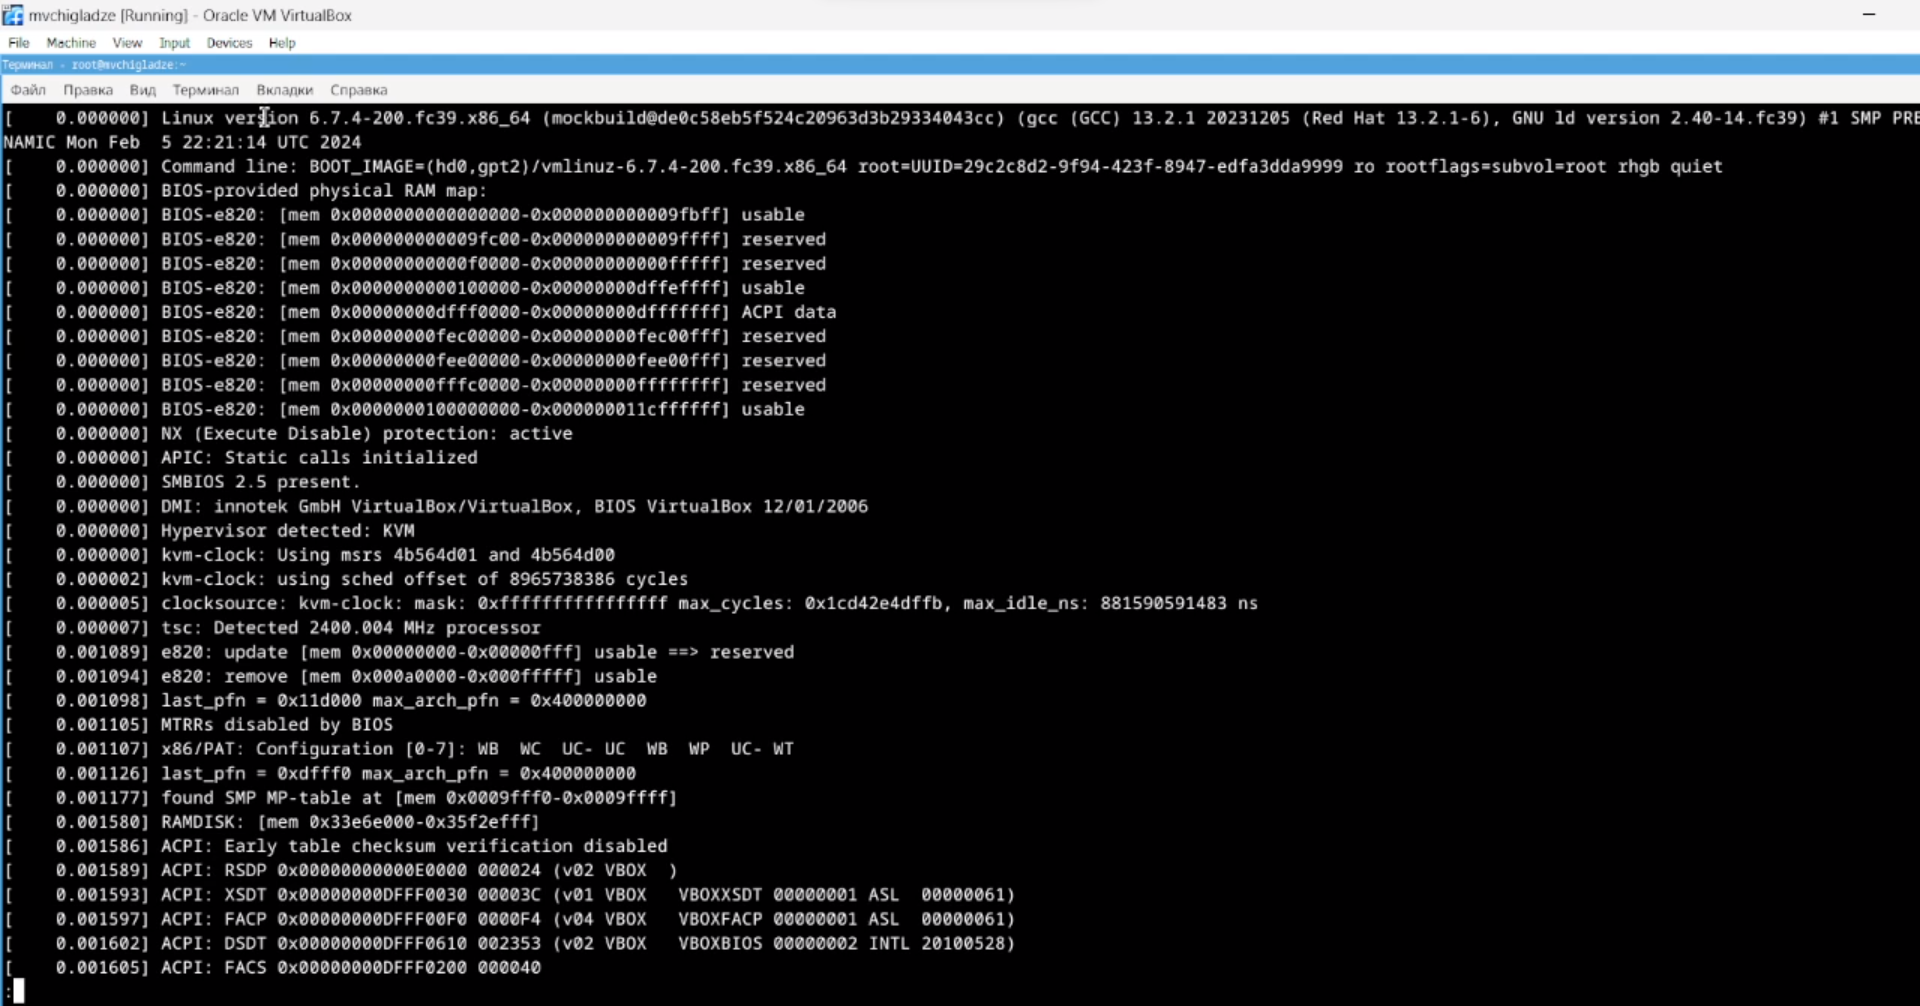 mvchigladze [Running] - Oracle VM VirtualBox
File Machine View Input Devices Help
Терминал - root@mvchigladze:~
Файл Правка Вид Терминал Вкладки Справка
[    0.000000] Linux version 6.7.4-200.fc39.x86_64 (mockbuild@de0c58eb5f524c20963d3b29334043cc) (gcc (GCC) 13.2.1 20231205 (Red Hat 13.2.1-6), GNU ld version 2.40-14.fc39) #1 SMP PRE
NAMIC Mon Feb  5 22:21:14 UTC 2024
[    0.000000] Command line: BOOT_IMAGE=(hd0,gpt2)/vmlinuz-6.7.4-200.fc39.x86_64 root=UUID=29c2c8d2-9f94-423f-8947-edfa3dda9999 ro rootflags=subvol=root rhgb quiet
[    0.000000] BIOS-provided physical RAM map:
[    0.000000] BIOS-e820: [mem 0x0000000000000000-0x000000000009fbff] usable
[    0.000000] BIOS-e820: [mem 0x000000000009fc00-0x000000000009ffff] reserved
[    0.000000] BIOS-e820: [mem 0x00000000000f0000-0x00000000000fffff] reserved
[    0.000000] BIOS-e820: [mem 0x0000000000100000-0x00000000dffeffff] usable
[    0.000000] BIOS-e820: [mem 0x00000000dfff0000-0x00000000dfffffff] ACPI data
[    0.000000] BIOS-e820: [mem 0x00000000fec00000-0x00000000fec00fff] reserved
[    0.000000] BIOS-e820: [mem 0x00000000fee00000-0x00000000fee00fff] reserved
[    0.000000] BIOS-e820: [mem 0x00000000fffc0000-0x00000000ffffffff] reserved
[    0.000000] BIOS-e820: [mem 0x0000000100000000-0x000000011cffffff] usable
[    0.000000] NX (Execute Disable) protection: active
[    0.000000] APIC: Static calls initialized
[    0.000000] SMBIOS 2.5 present.
[    0.000000] DMI: innotek GmbH VirtualBox/VirtualBox, BIOS VirtualBox 12/01/2006
[    0.000000] Hypervisor detected: KVM
[    0.000000] kvm-clock: Using msrs 4b564d01 and 4b564d00
[    0.000002] kvm-clock: using sched offset of 8965738386 cycles
[    0.000005] clocksource: kvm-clock: mask: 0xffffffffffffffff max_cycles: 0x1cd42e4dffb, max_idle_ns: 881590591483 ns
[    0.000007] tsc: Detected 2400.004 MHz processor
[    0.001089] e820: update [mem 0x00000000-0x00000fff] usable ==> reserved
[    0.001094] e820: remove [mem 0x000a0000-0x000fffff] usable
[    0.001098] last_pfn = 0x11d000 max_arch_pfn = 0x400000000
[    0.001105] MTRRs disabled by BIOS
[    0.001107] x86/PAT: Configuration [0-7]: WB  WC  UC- UC  WB  WP  UC- WT
[    0.001126] last_pfn = 0xdfff0 max_arch_pfn = 0x400000000
[    0.001177] found SMP MP-table at [mem 0x0009fff0-0x0009ffff]
[    0.001580] RAMDISK: [mem 0x33e6e000-0x35f2efff]
[    0.001586] ACPI: Early table checksum verification disabled
[    0.001589] ACPI: RSDP 0x00000000000E0000 000024 (v02 VBOX  )
[    0.001593] ACPI: XSDT 0x00000000DFFF0030 00003C (v01 VBOX   VBOXXSDT 00000001 ASL  00000061)
[    0.001597] ACPI: FACP 0x00000000DFFF00F0 0000F4 (v04 VBOX   VBOXFACP 00000001 ASL  00000061)
[    0.001602] ACPI: DSDT 0x00000000DFFF0610 002353 (v02 VBOX   VBOXBIOS 00000002 INTL 20100528)
[    0.001605] ACPI: FACS 0x00000000DFFF0200 000040
: